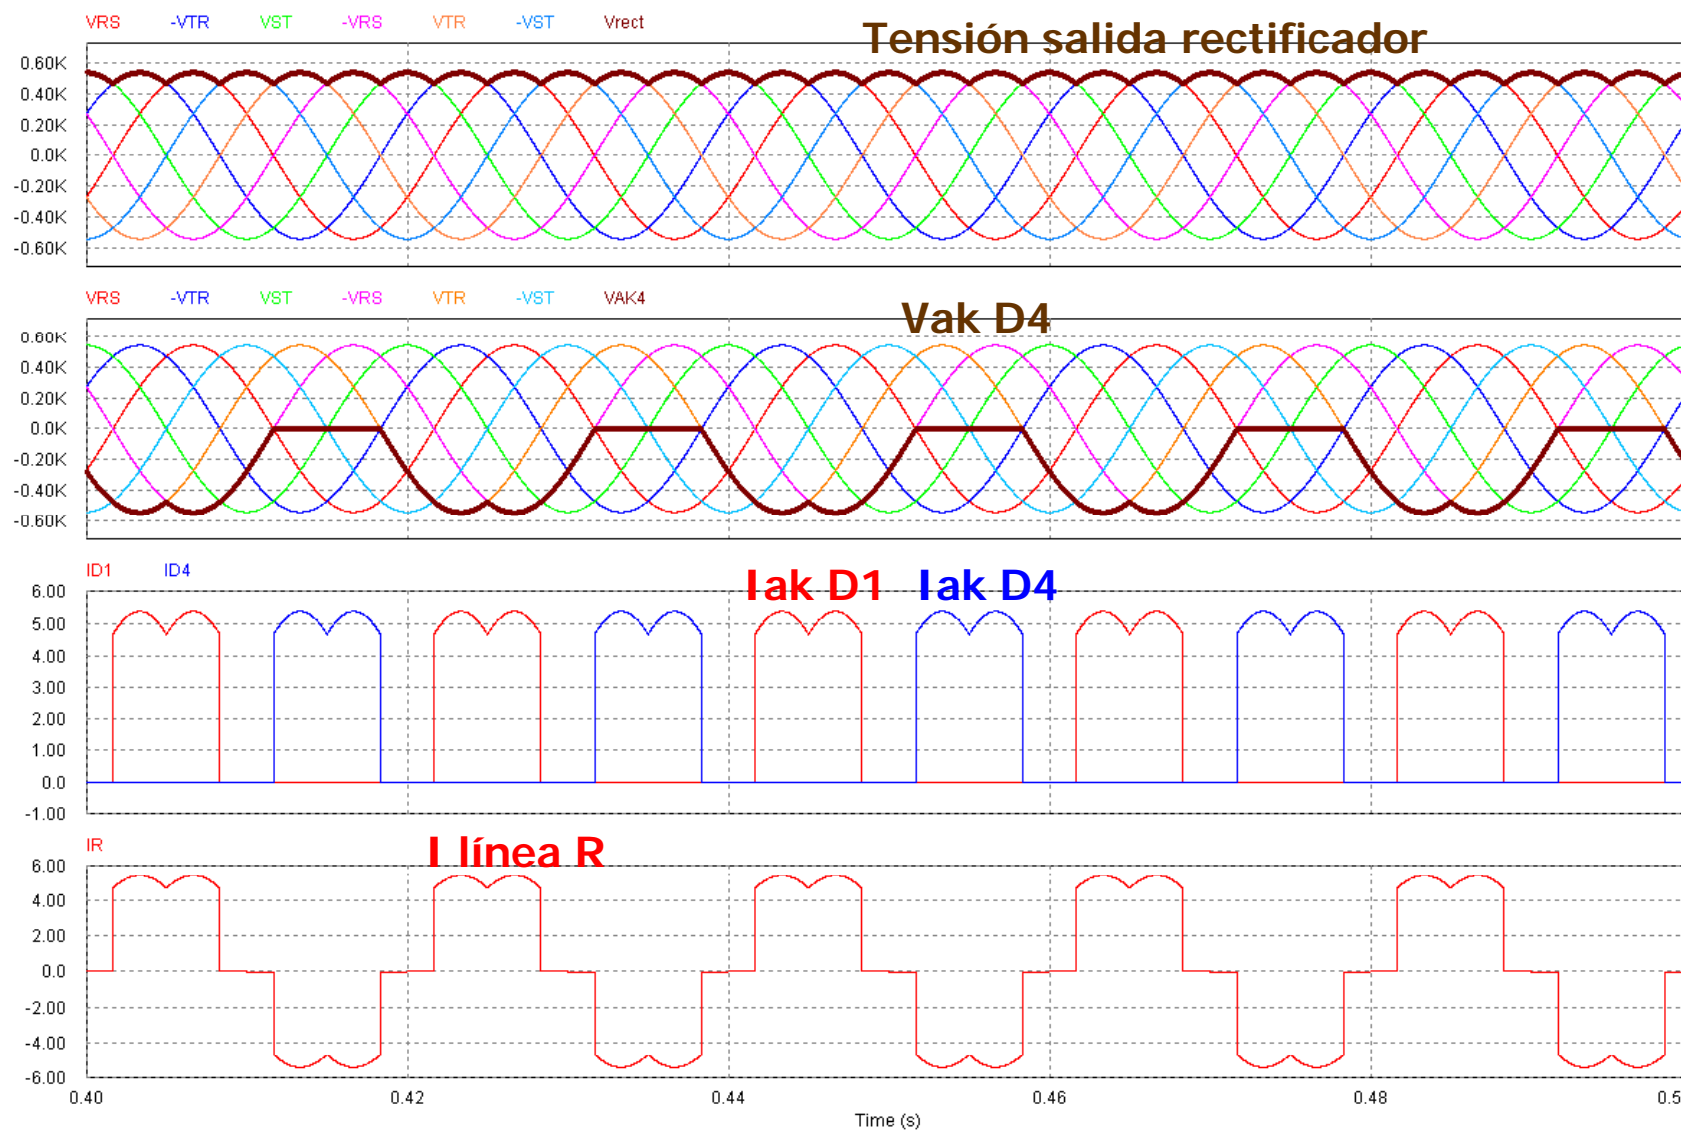 VRS -VTR VST -VRS VTR -VST Vrect
Tensión salida rectificador
0.60K
0.40K
0.20K
0.0K
-0.20K
-0.40K
-0.60K
VRS -VTR VST -VRS VTR -VST VAK4
Vak D4
0.60K
0.40K
0.20K
0.0K
-0.20K
-0.40K
-0.60K
ID1 ID4
Iak D1 Iak D4
6.00
5.00
4.00
3.00
2.00
1.00
0.0
-1.00
IR
I línea R
6.00
4.00
2.00
0.0
-2.00
-4.00
-6.00
0.40 0.42 0.44 0.46 0.48 0.5
Time (s)